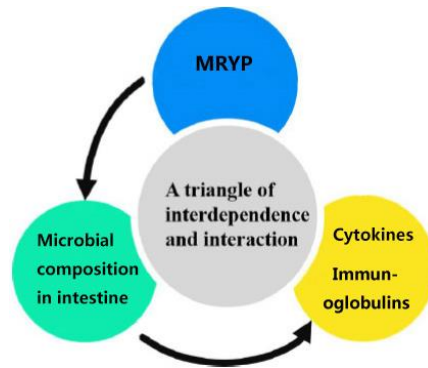 MRYP
A triangle of
interdependence
and interaction
Microbial
composition
in intestine
Cytokines
Immun-
oglobulins